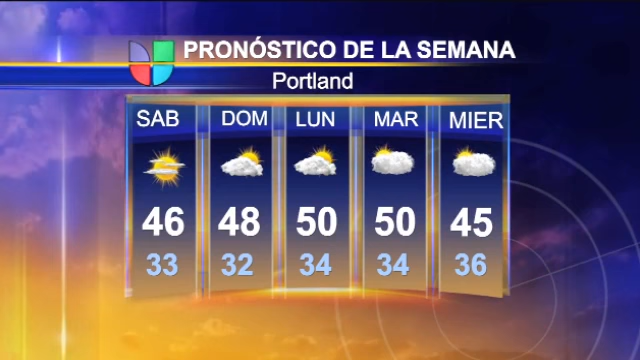 PRONÓSTICO DE LA SEMANA
Portland
SAB DOM LUN MAR MIER
46 48 50 50 45
33 32 34 34 36